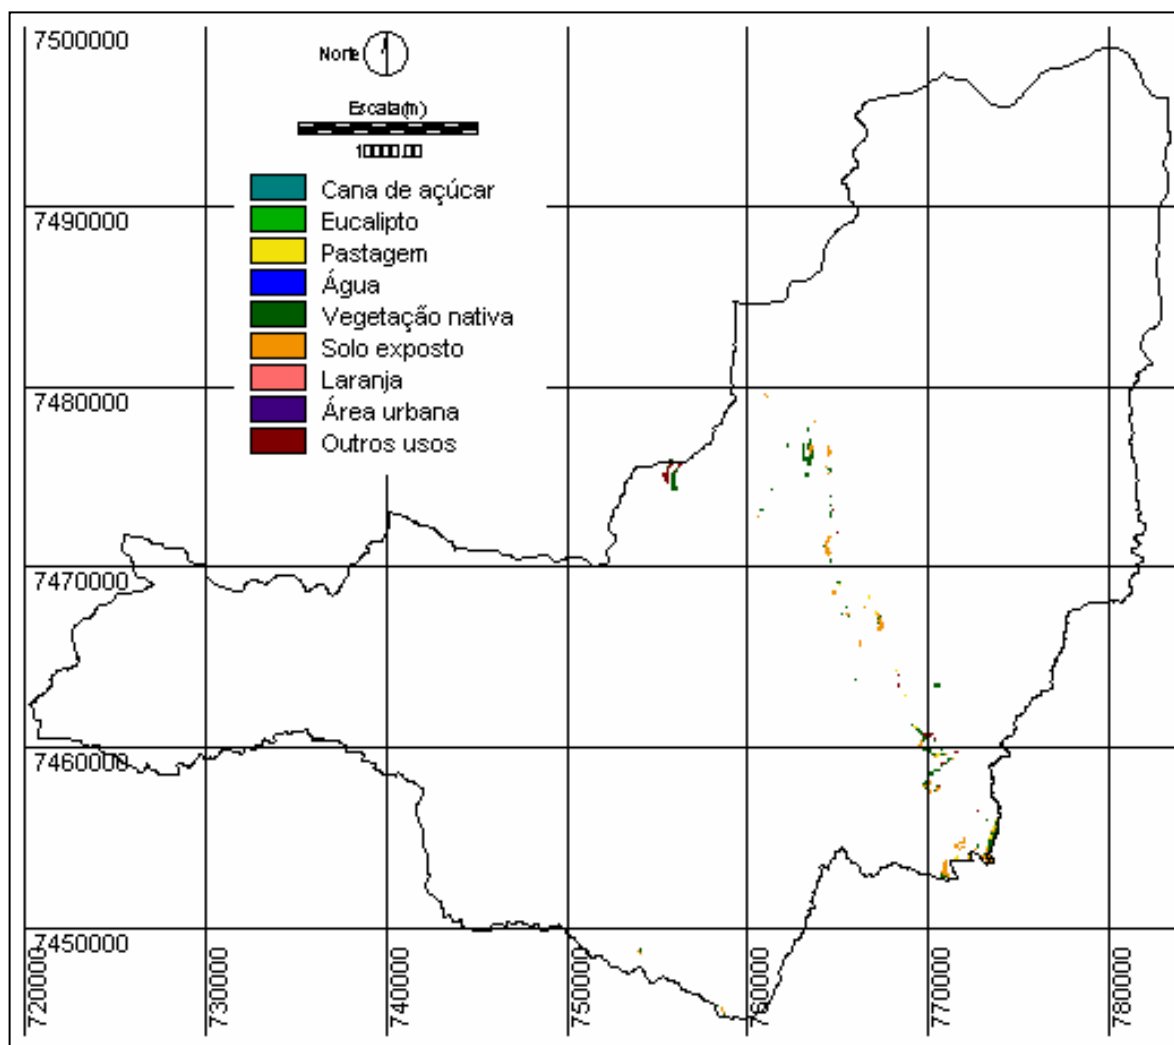 7500000
Norte
Escala(m)
10000.00
Cana de açúcar
7490000
Eucalipto
Pastagem
Água
Vegetação nativa
Solo exposto
7480000
Laranja
Área urbana
Outros usos
7470000
7460000
7450000
720000
730000
740000
750000
760000
770000
780000